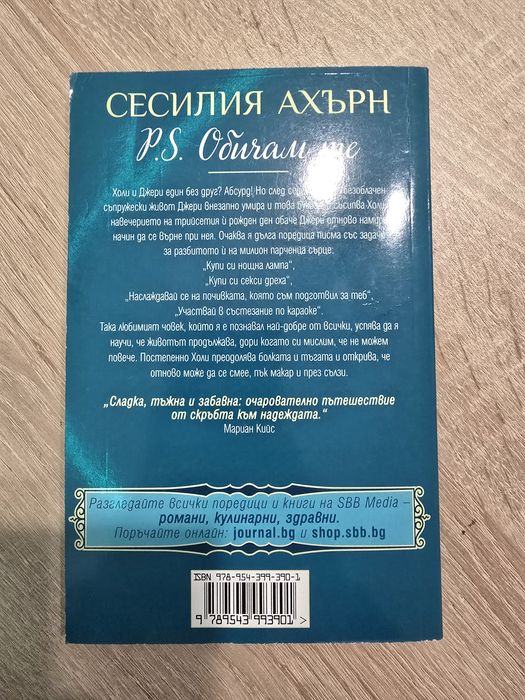 СЕСИЛИЯ АХЪРН
P.S. Обичам те
Холи и Джери един без друг? Абсурд! Но след безоблачен
съпружески живот Джери внезапно умира и това съсипва Холи.
навечерието на трийсетия ѝ рожден ден обаче Джери отново намира
начин да се върне при нея. Очаква я дълга поредица писма със задачи
за разбитото ѝ на милион парченца сърце:
„Купи си нощна лампа“,
„Купи си секси дреха“,
„Наслаждавай се на почивката, която съм подготвил за теб“,
„Участвай в състезание по караоке“.
Така любимият човек, който я е познавал най-добре от всички, успява да я
научи, че животът продължава, дори когато си мислим, че не можем
повече. Постепенно Холи преодолява болката и тъгата и открива, че
отново може да се смее, пък макар и през сълзи.
„Сладка, тъжна и забавна: очарователно пътешествие
от скръбта към надеждата.“
Мариан Кийс
Разгледайте всички поредици и книги на SBB Media –
романи, кулинарни, здравни.
Поръчайте онлайн: journal.bg и shop.sbb.bg
ISBN 978-954-399-390-1
9 789543 993901 >